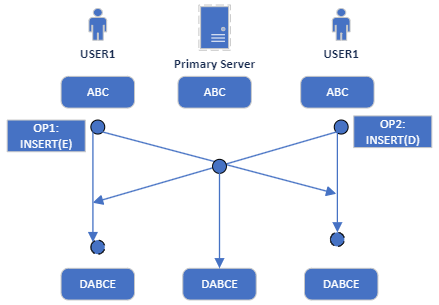 USER1
Primary Server
USER1
ABC
ABC
ABC
OP1:
INSERT(E)
OP2:
INSERT(D)
DABCE
DABCE
DABCE